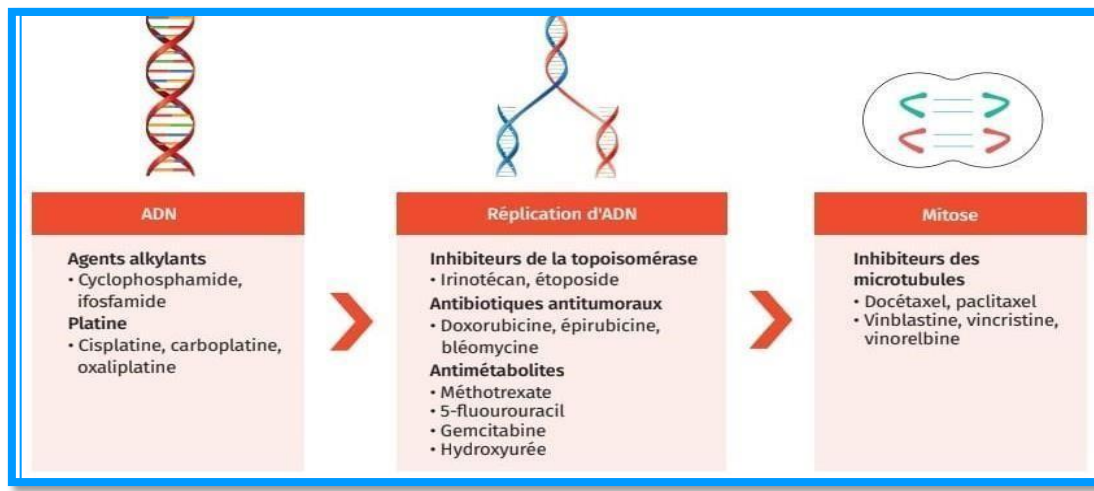 ADN
Agents alkylants
• Cyclophosphamide,
ifosfamide
Platine
• Cisplatine, carboplatine,
oxaliplatine
Réplication d'ADN
Inhibiteurs de la topoisomérase
• Irinotécan, étoposide
Antibiotiques antitumoraux
• Doxorubicine, épirubicine,
bléomycine
Antimétabolites
• Méthotrexate
• 5-fluourouracil
• Gemcitabine
• Hydroxyurée
Mitose
Inhibiteurs des
microtubules
• Docétaxel, paclitaxel
• Vinblastine, vincristine,
vinorelbine